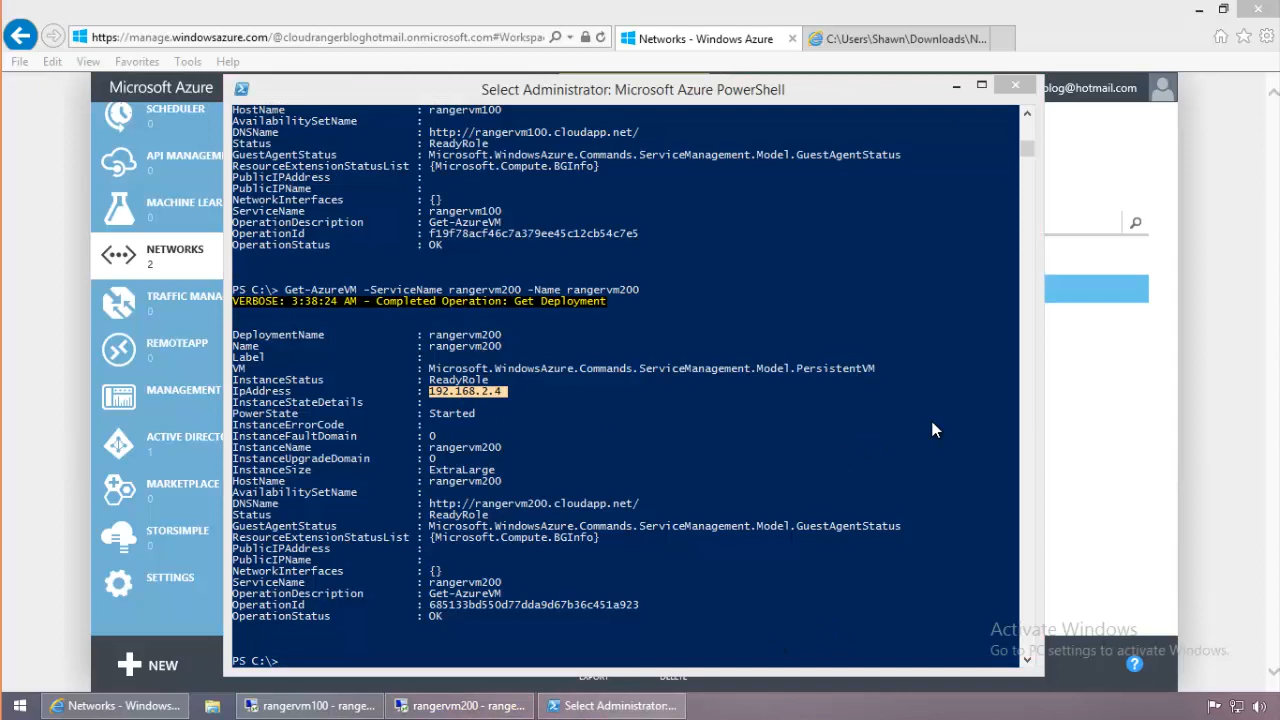 https://manage.windowsazure.com/@cloudrangerbloghotmail.onmicrosoft.com#Workspa
Networks - Windows Azure
C:\Users\Shawn\Downloads\N...
File Edit View Favorites Tools Help
Microsoft Azure
blog@hotmail.com
SCHEDULER
0
API MANAGEM
0
MACHINE LEAR
0
NETWORKS
2
TRAFFIC MANA
0
REMOTEAPP
0
MANAGEMENT
0
ACTIVE DIRECT
1
MARKETPLACE
0
STORSIMPLE
0
SETTINGS
NEW
Select Administrator: Microsoft Azure PowerShell
HostName : rangervm100
AvailabilitySetName :
DNSName : http://rangervm100.cloudapp.net/
Status : ReadyRole
GuestAgentStatus : Microsoft.WindowsAzure.Commands.ServiceManagement.Model.GuestAgentStatus
ResourceExtensionStatusList : {Microsoft.Compute.BGInfo}
PublicIPAddress :
PublicIPName :
NetworkInterfaces : {}
ServiceName : rangervm100
OperationDescription : Get-AzureVM
OperationId : f19f78acf46c7a379ee45c12cb54c7e5
OperationStatus : OK
PS C:\> Get-AzureVM -ServiceName rangervm200 -Name rangervm200
VERBOSE: 3:38:24 AM - Completed Operation: Get Deployment
DeploymentName : rangervm200
Name : rangervm200
Label :
VM : Microsoft.WindowsAzure.Commands.ServiceManagement.Model.PersistentVM
InstanceStatus : ReadyRole
IpAddress : 192.168.2.4
InstanceStateDetails :
PowerState : Started
InstanceErrorCode :
InstanceFaultDomain : 0
InstanceName : rangervm200
InstanceUpgradeDomain : 0
InstanceSize : ExtraLarge
HostName : rangervm200
AvailabilitySetName :
DNSName : http://rangervm200.cloudapp.net/
Status : ReadyRole
GuestAgentStatus : Microsoft.WindowsAzure.Commands.ServiceManagement.Model.GuestAgentStatus
ResourceExtensionStatusList : {Microsoft.Compute.BGInfo}
PublicIPAddress :
PublicIPName :
NetworkInterfaces : {}
ServiceName : rangervm200
OperationDescription : Get-AzureVM
OperationId : 685133bd550d77dda9d67b36c451a923
OperationStatus : OK
PS C:\>
Activate Windows
Go to PC settings to activate Windows.
EXPORT DELETE
Networks - Windows...
rangervm100 - range...
rangervm200 - range...
Select Administrator:...